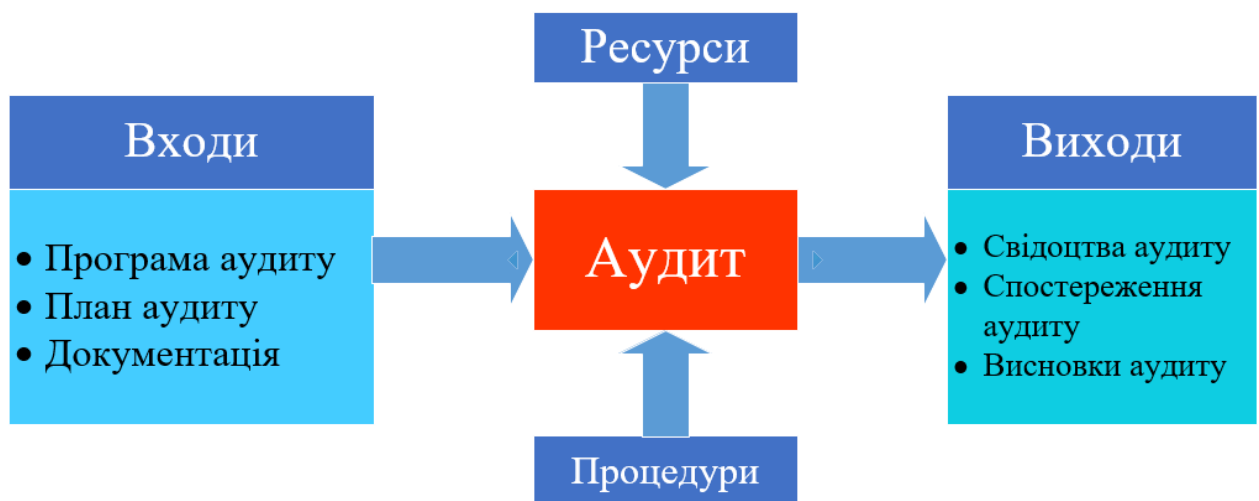 Ресурси
Входи
• Програма аудиту
• План аудиту
• Документація
Аудит
Виходи
• Свідоцтва аудиту
• Спостереження
аудиту
• Висновки аудиту
Процедури